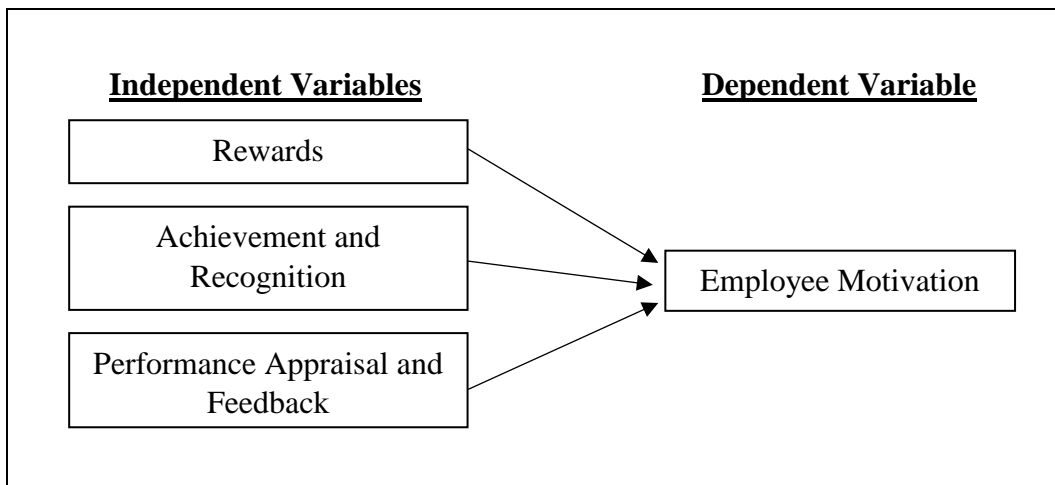 Independent Variables
Dependent Variable
Rewards
Achievement and
Recognition
Employee Motivation
Performance Appraisal and
Feedback